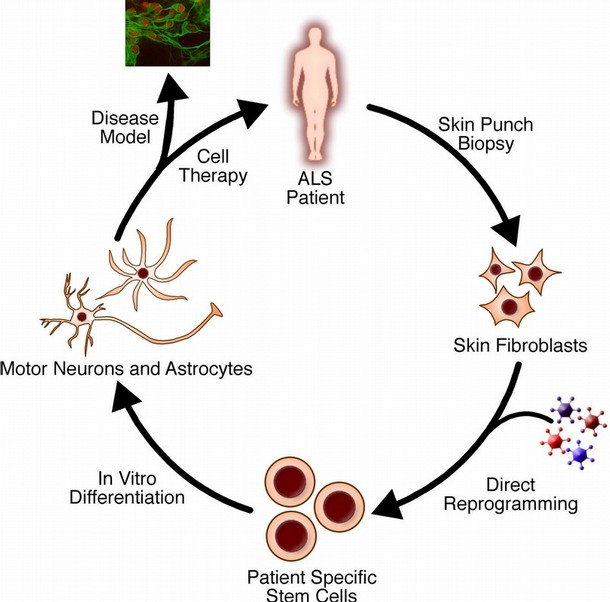 Disease
Model
Cell
Therapy
ALS
Patient
Skin Punch
Biopsy
Skin Fibroblasts
Direct
Reprogramming
Patient Specific
Stem Cells
In Vitro
Differentiation
Motor Neurons and Astrocytes